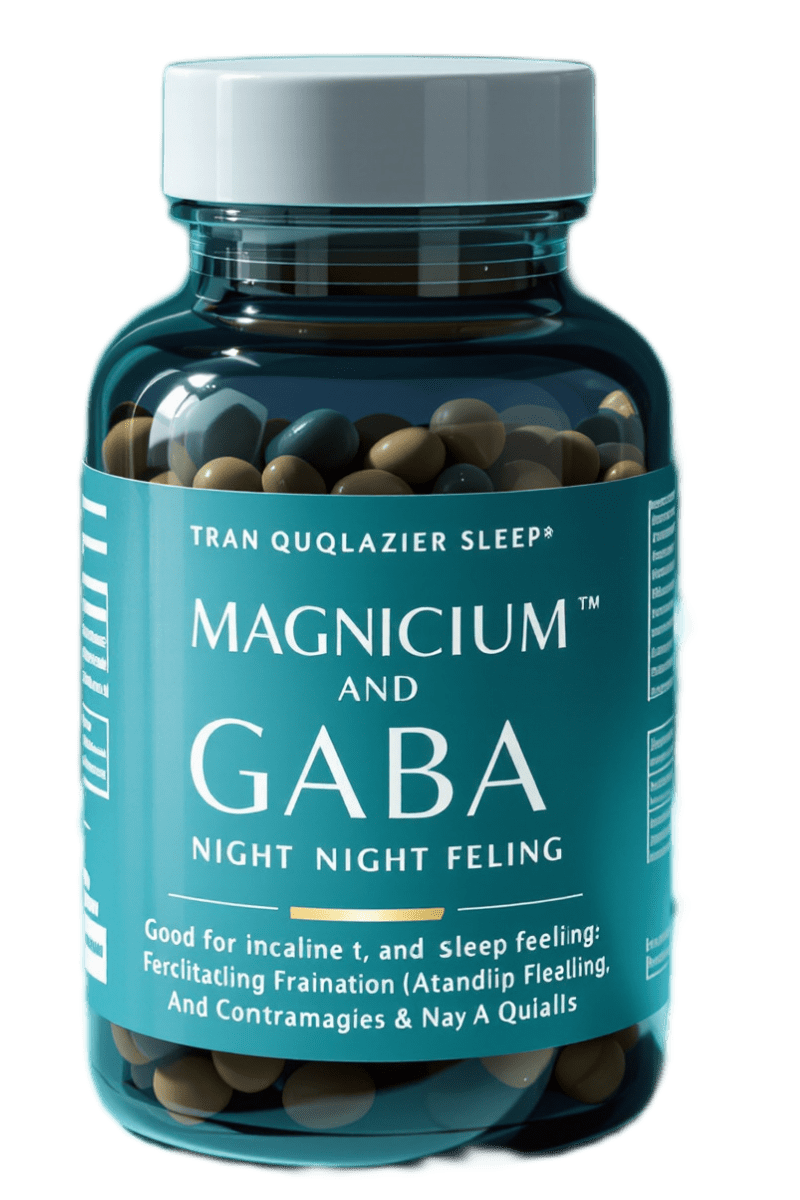 TRAN QUQLAZIER SLEEP®
MAGNICIUM™
AND
GABA
NIGHT NIGHT FELING
Good for incaline t, and sleep feeling:
Ferclitacling Fraination (Atandlip Fleatling,
And Contramagies & Nay A Quialls